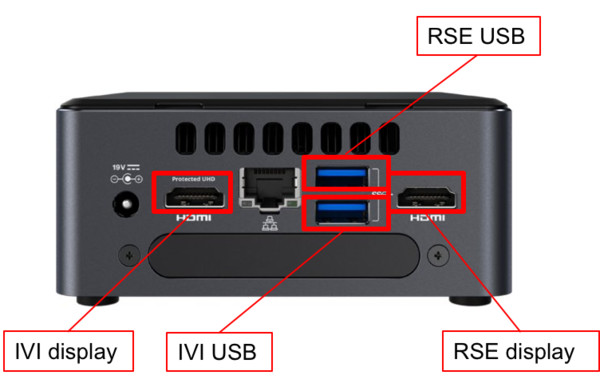 RSE USB
19V
Protected UHD
HDMI
HDMI
IVI display
IVI USB
RSE display